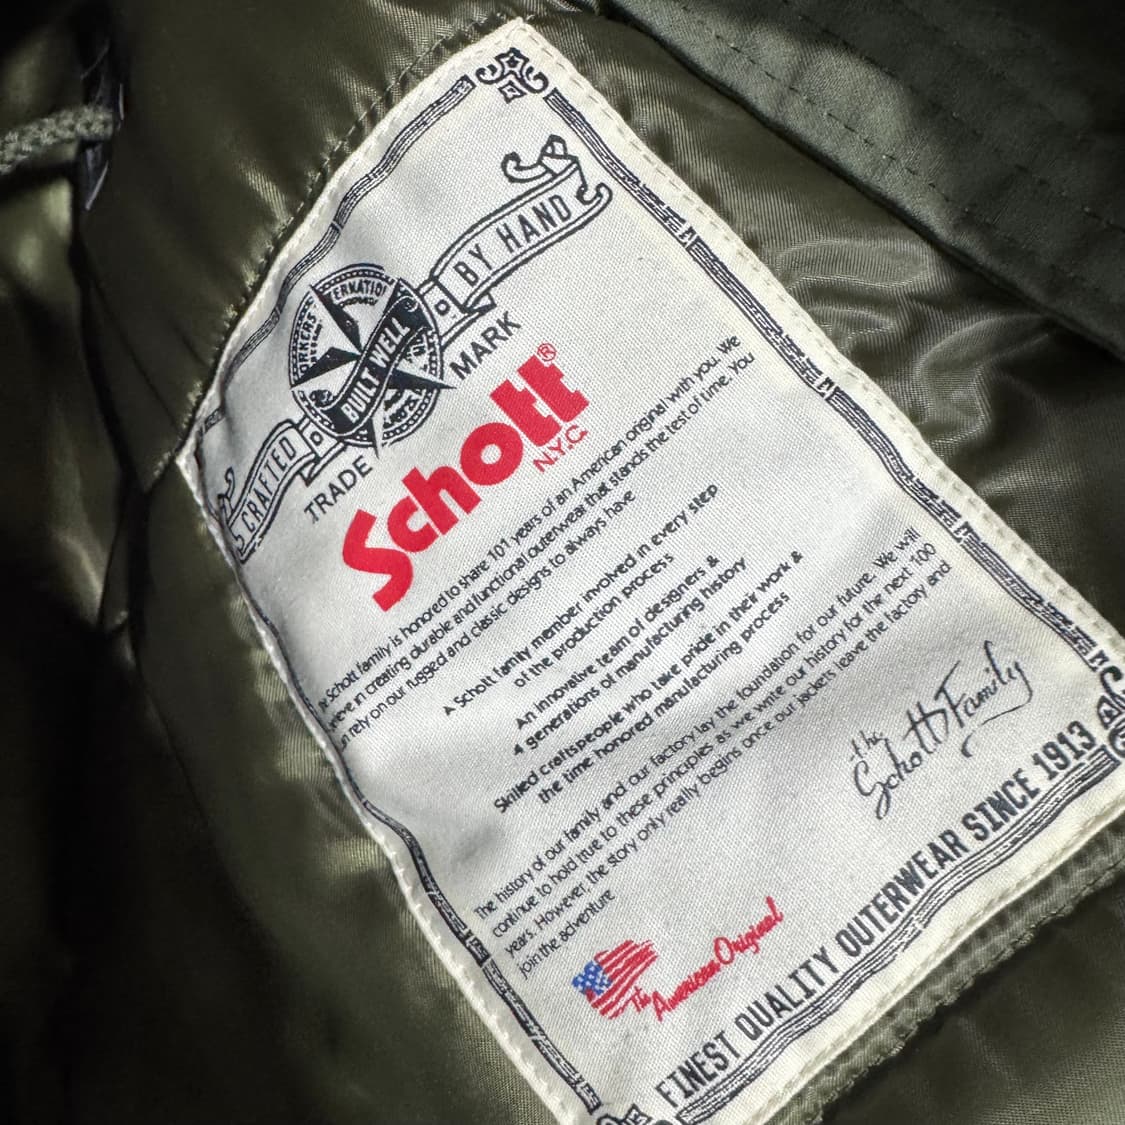 CRAFTED BY HAND
BUILT WELL
TRADE MARK
Schott®
N.Y.C.
Schott family is honored to share 101 years of an American original with you. We
in creating durable and functional outerwear that stands the test of time. You
rely on our rugged and classic designs to always have
A Schott family member involved in every step
of the production process
An innovative team of designers &
4 generations of manufacturing history
Skilled craftspeople who take pride in their work &
the time honored manufacturing process
The history of our family and our factory lay the foundation for our future. We will
continue to hold true to these principles as we write our history for the next 100
years. However, the story only really begins once our jackets leave the factory and
join the adventure
the
Schott Family
The American Original
FINEST QUALITY OUTERWEAR SINCE 1913